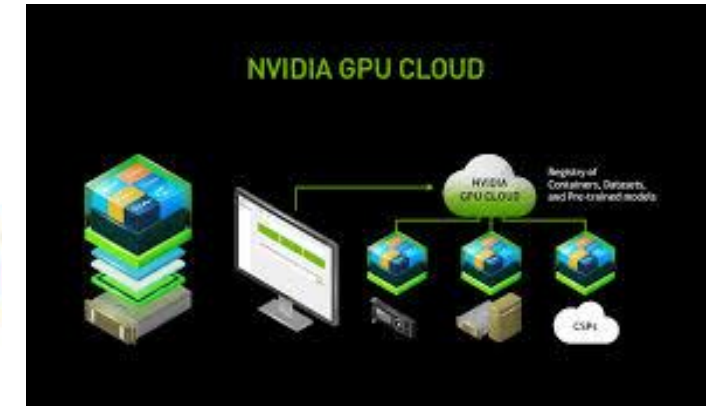 NVIDIA GPU CLOUD
NVIDIA
GPU CLOUD
Registry of
Containers, Datasets,
and Pre-trained models
CSPs